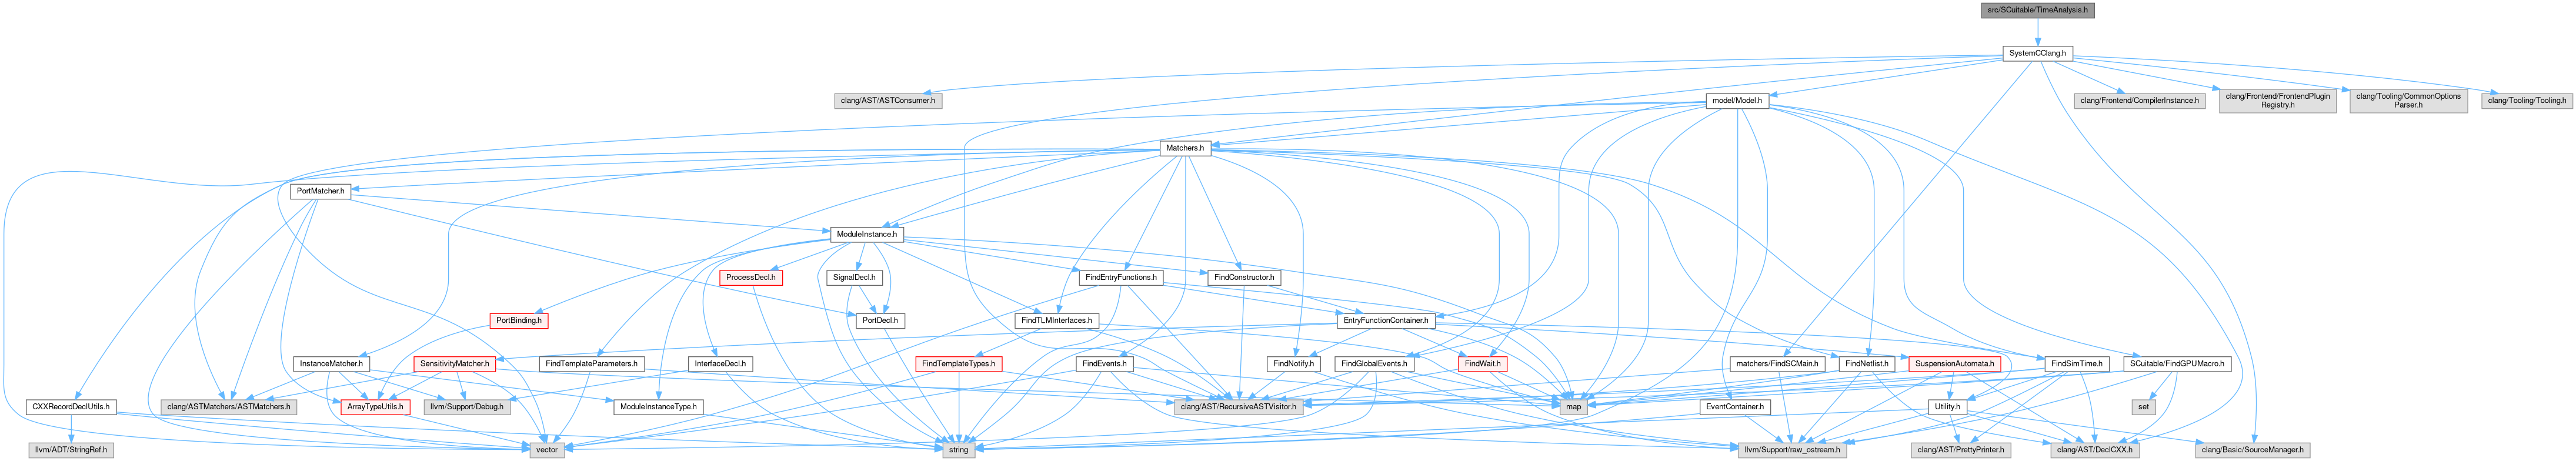 src/SCuitable/TimeAnalysis.h
SystemCClang.h
clang/AST/ASTConsumer.h
model/Model.h
clang/Frontend/CompilerInstance.h
clang/Frontend/FrontendPlugin
Registry.h
clang/Tooling/CommonOptions
Parser.h
clang/Tooling/Tooling.h
Matchers.h
PortMatcher.h
ModuleInstance.h
ProcessDecl.h
SignalDecl.h
FindEntryFunctions.h
FindConstructor.h
PortBinding.h
PortDecl.h
FindTLMInterfaces.h
EntryFunctionContainer.h
InstanceMatcher.h
SensitivityMatcher.h
FindTemplateParameters.h
InterfaceDecl.h
FindTemplateTypes.h
FindEvents.h
FindNotify.h
FindGlobalEvents.h
FindWait.h
matchers/FindSCMain.h
FindNetlist.h
SuspensionAutomata.h
FindSimTime.h
SCuitable/FindGPUMacro.h
CXXRecordDeclUtils.h
clang/ASTMatchers/ASTMatchers.h
ArrayTypeUtils.h
llvm/Support/Debug.h
ModuleInstanceType.h
clang/AST/RecursiveASTVisitor.h
map
EventContainer.h
Utility.h
set
llvm/ADT/StringRef.h
vector
string
llvm/Support/raw_ostream.h
clang/AST/PrettyPrinter.h
clang/AST/DeclCXX.h
clang/Basic/SourceManager.h